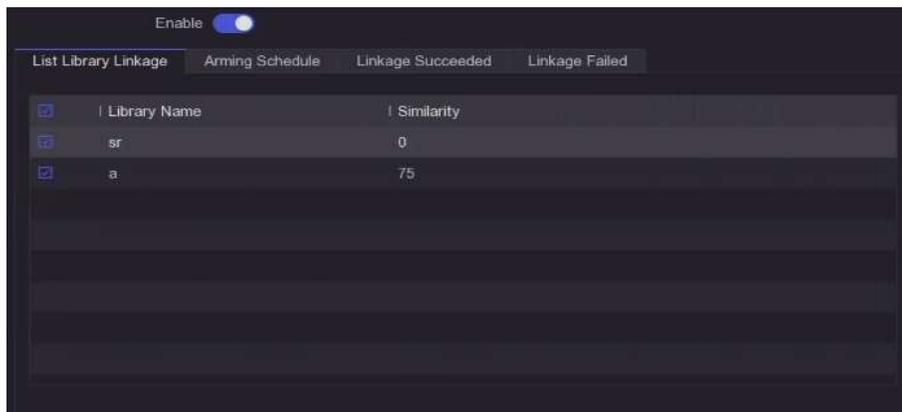 Enable
List Library Linkage Arming Schedule Linkage Succeeded Linkage Failed
Library Name Similarity
sr 0
a 75